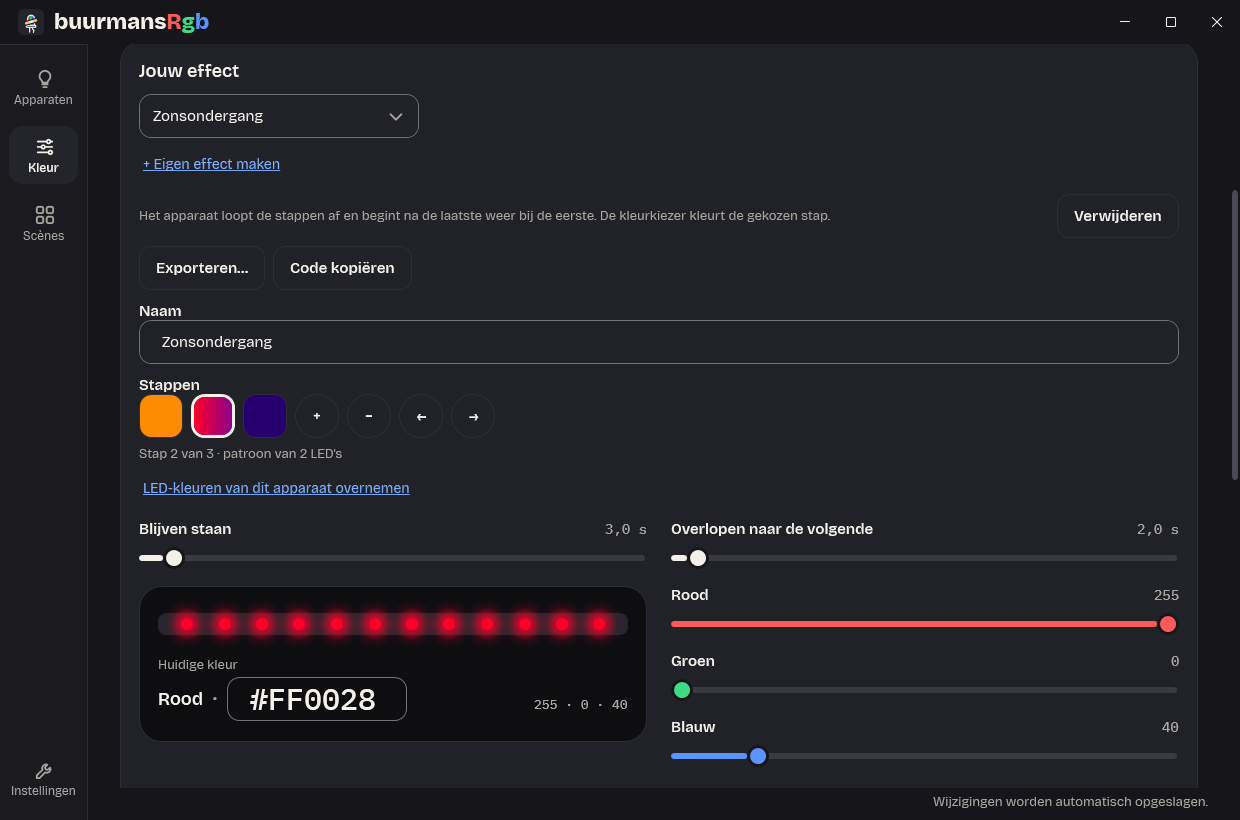 buurmansRgb
Apparaten
Kleur
Scènes
Instellingen
Jouw effect
Zonsondergang
+ Eigen effect maken
Het apparaat loopt de stappen af en begint na de laatste weer bij de eerste. De kleurkiezer kleurt de gekozen stap.
Verwijderen
Exporteren...
Code kopiëren
Naam
Zonsondergang
Stappen
+ − ← →
Stap 2 van 3 · patroon van 2 LED's
LED-kleuren van dit apparaat overnemen
Blijven staan 3,0 s
Overlopen naar de volgende 2,0 s
Huidige kleur
Rood · #FF0028
255 · 0 · 40
Rood 255
Groen 0
Blauw 40
Wijzigingen worden automatisch opgeslagen.